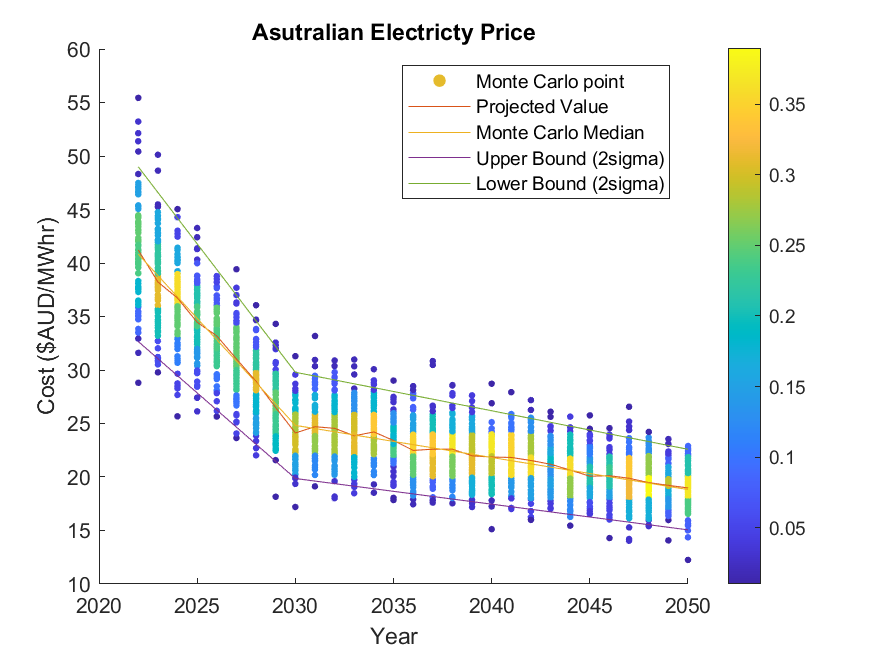 Asutralian Electricty Price
60
55
50
45
40
35
30
25
20
15
10
Cost ($AUD/MWhr)
Monte Carlo point
Projected Value
Monte Carlo Median
Upper Bound (2sigma)
Lower Bound (2sigma)
0.35
0.3
0.25
0.2
0.15
0.1
0.05
2020 2025 2030 2035 2040 2045 2050
Year